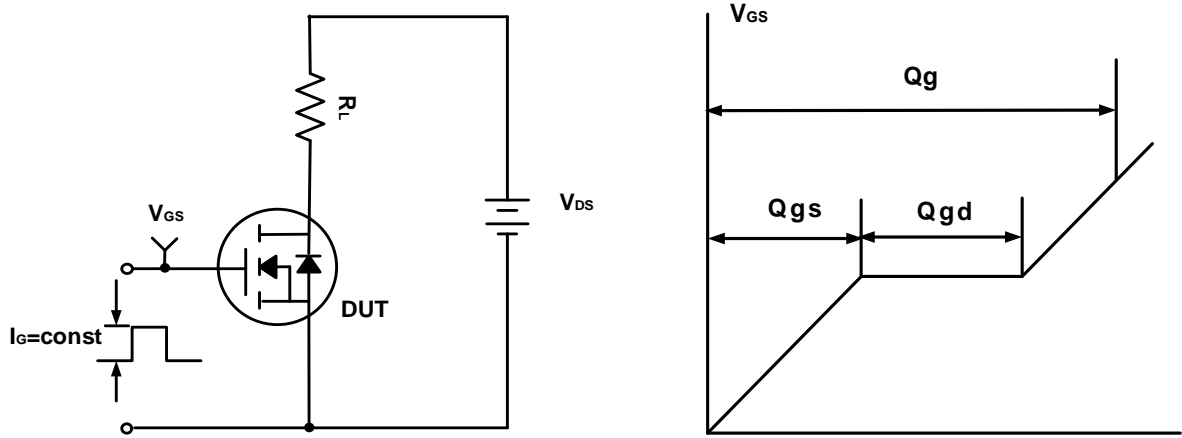 RL
VGS
VDS
DUT
IG=const
VGS
Qg
Qgs
Qgd